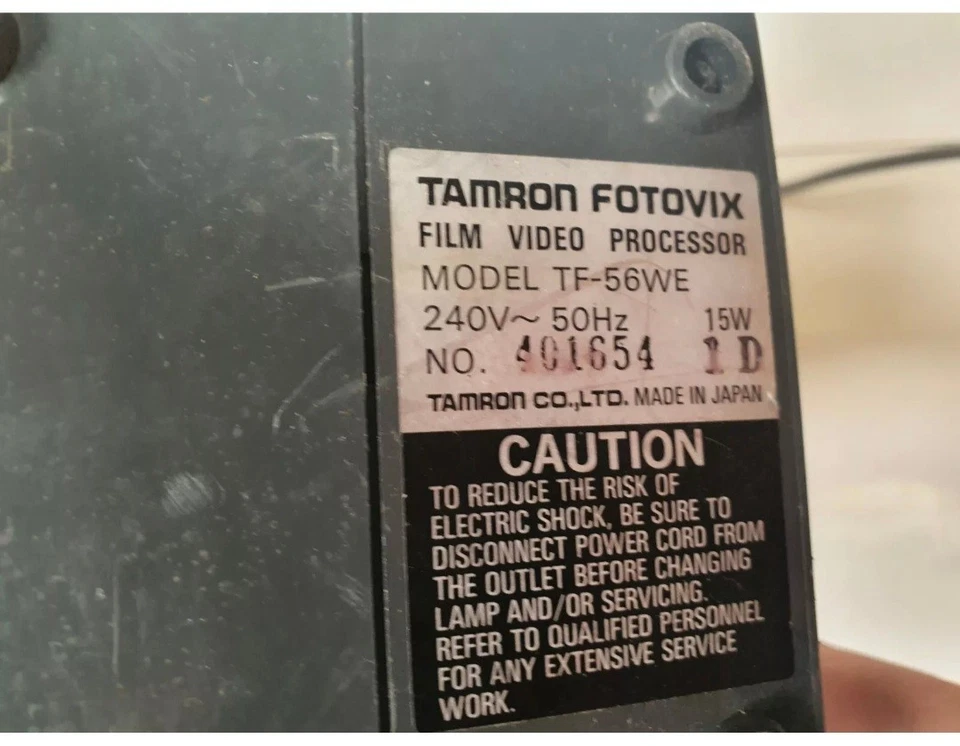 TAMRON FOTOVIX
FILM VIDEO PROCESSOR
MODEL TF-56WE
240V~ 50Hz 15W
NO. 401654 1D
TAMRON CO.,LTD. MADE IN JAPAN
CAUTION
TO REDUCE THE RISK OF
ELECTRIC SHOCK, BE SURE TO
DISCONNECT POWER CORD FROM
THE OUTLET BEFORE CHANGING
LAMP AND/OR SERVICING.
REFER TO QUALIFIED PERSONNEL
FOR ANY EXTENSIVE SERVICE
WORK.